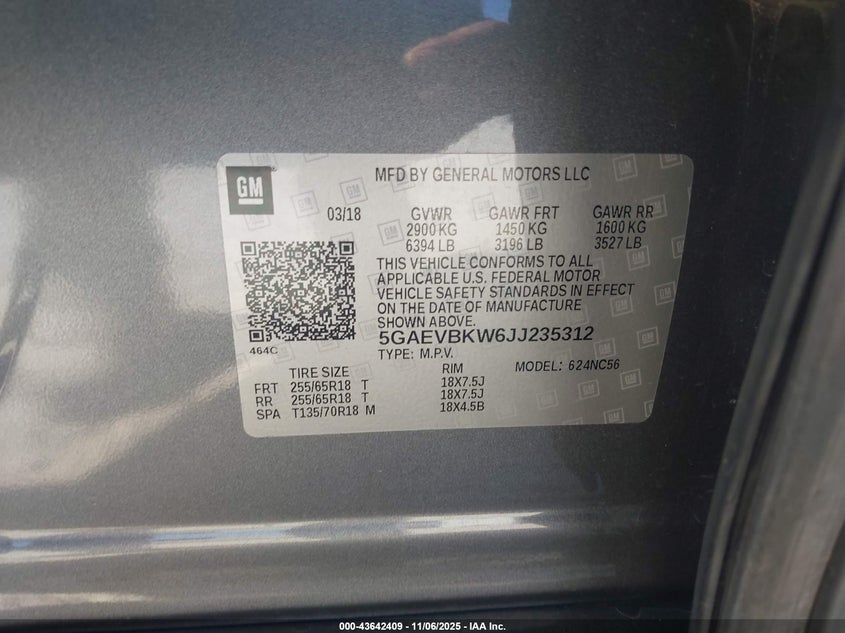 GM
MFD BY GENERAL MOTORS LLC
03/18 GVWR GAWR FRT GAWR RR
2900 KG 1450 KG 1600 KG
6394 LB 3196 LB 3527 LB
THIS VEHICLE CONFORMS TO ALL
APPLICABLE U.S. FEDERAL MOTOR
VEHICLE SAFETY STANDARDS IN EFFECT
ON THE DATE OF MANUFACTURE
SHOWN ABOVE.
464C
5GAEVBKW6JJ235312
TYPE: M.P.V. MODEL: 624NC56
TIRE SIZE RIM
FRT 255/65R18 T 18X7.5J
RR 255/65R18 T 18X7.5J
SPA T135/70R18 M 18X4.5B
000-43642409 - 11/06/2025 - IAA Inc.